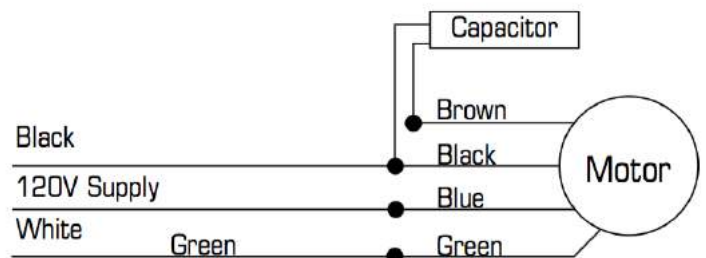 Capacitor
Brown
Black
Black
Motor
120V Supply
Blue
White
Green
Green